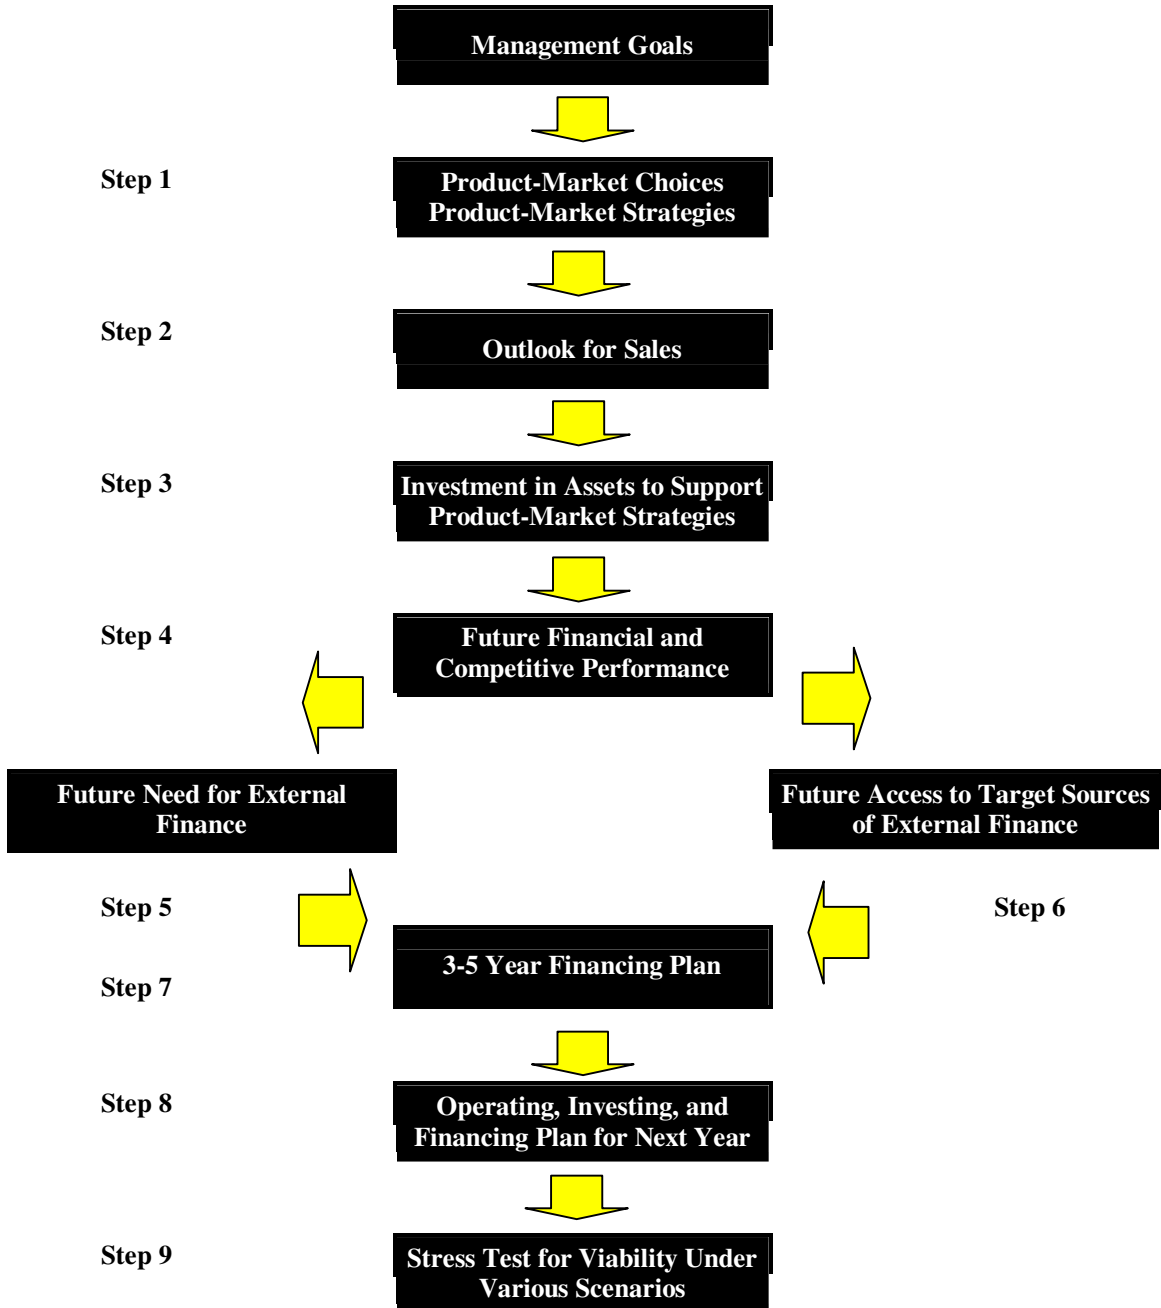 Management Goals
Step 1
Product-Market Choices
Product-Market Strategies
Step 2
Outlook for Sales
Step 3
Investment in Assets to Support
Product-Market Strategies
Step 4
Future Financial and
Competitive Performance
Future Need for External
Finance
Future Access to Target Sources
of External Finance
Step 5
Step 6
3-5 Year Financing Plan
Step 7
Step 8
Operating, Investing, and
Financing Plan for Next Year
Step 9
Stress Test for Viability Under
Various Scenarios